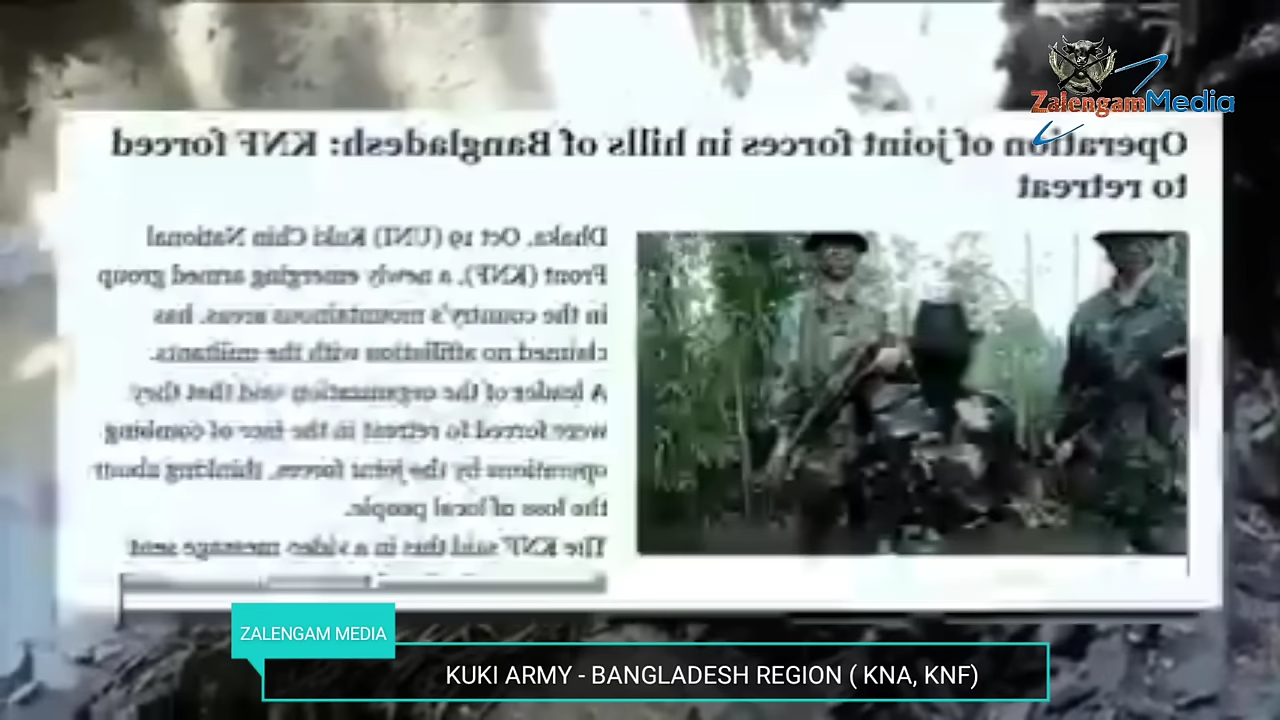 Zalengam Media
Operation of joint forces in hills of Bangladesh: KNF forced
to retreat
Dhaka, Oct 19 (UNI) Kuki Chin National
Front (KNF), a newly emerging armed group
in the country's mountainous areas, has
claimed no affiliation with the militants.
A leader of the organization said that they
were forced to retreat in the face of combing
operations by the joint forces, thinking about
the loss of local people.
The KNF said this in a video message sent
ZALENGAM MEDIA
KUKI ARMY - BANGLADESH REGION ( KNA, KNF)